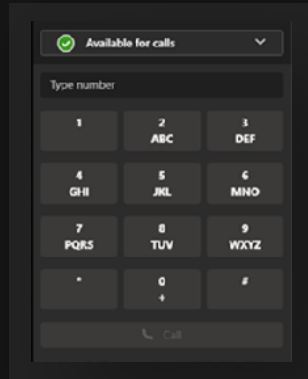 Available for calls
Type number
1 2 3
ABC DEF
4 5 6
GHI JKL MNO
7 8 9
PQRS TUV WXYZ
* 0 #
+
Call